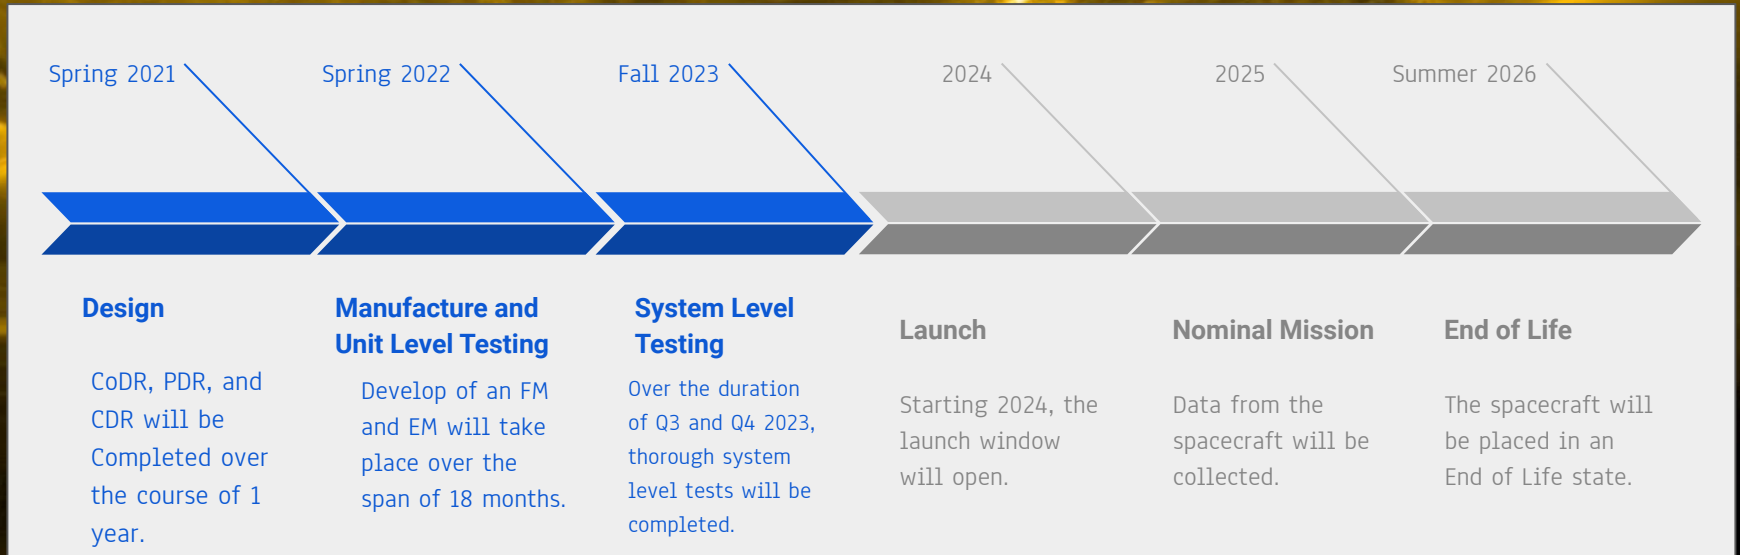 Spring 2021
Spring 2022
Fall 2023
2024
2025
Summer 2026
Design
CoDR, PDR, and
CDR will be
Completed over
the course of 1
year.
Manufacture and
Unit Level Testing
Develop of an FM
and EM will take
place over the
span of 18 months.
System Level
Testing
Over the duration
of Q3 and Q4 2023,
thorough system
level tests will be
completed.
Launch
Starting 2024, the
launch window
will open.
Nominal Mission
Data from the
spacecraft will be
collected.
End of Life
The spacecraft will
be placed in an
End of Life state.